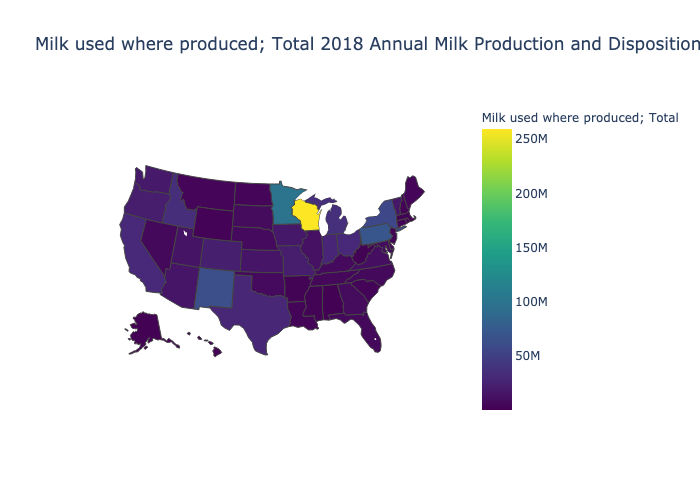 Milk used where produced; Total 2018 Annual Milk Production and Disposition
Milk used where produced; Total
250M
200M
150M
100M
50M